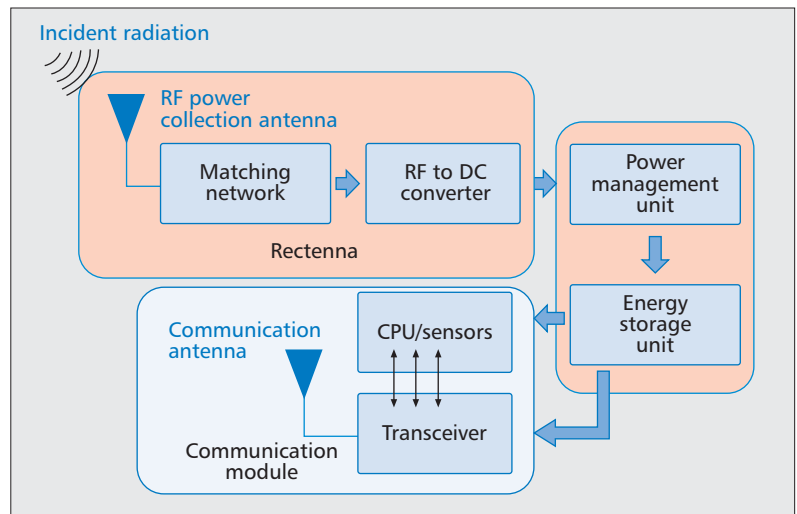 Incident radiation
RF power
collection antenna
Matching
network
RF to DC
converter
Rectenna
Power
management
unit
Energy
storage
unit
Communication
antenna
CPU/sensors
Transceiver
Communication
module